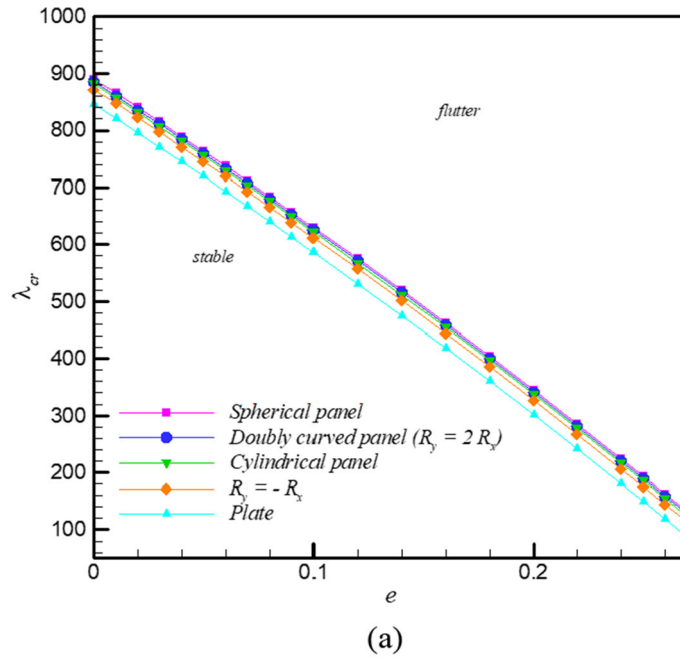 1000
900
800
700
600
500
400
300
200
100
λcr
flutter
stable
Spherical panel
Doubly curved panel (Ry = 2 Rx)
Cylindrical panel
Ry = - Rx
Plate
0
0.1
0.2
e
(a)